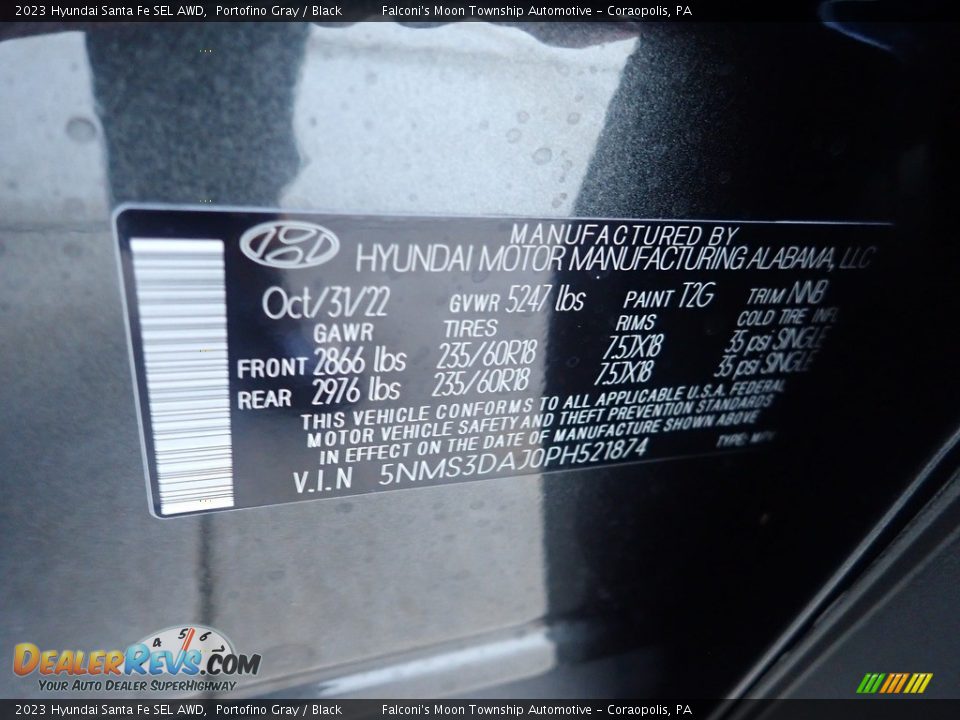 2023 Hyundai Santa Fe SEL AWD, Portofino Gray / Black Falconi's Moon Township Automotive - Coraopolis, PA
MANUFACTURED BY
HYUNDAI MOTOR MANUFACTURING ALABAMA, LLC
Oct/31/22 GVWR 5247 lbs PAINT T2G TRIM NNB
GAWR TIRES RIMS COLD TIRE INFL
FRONT 2866 lbs 235/60R18 7.5JX18 35 psi SINGLE
REAR 2976 lbs 235/60R18 7.5JX18 35 psi SINGLE
THIS VEHICLE CONFORMS TO ALL APPLICABLE U.S.A. FEDERAL
MOTOR VEHICLE SAFETY AND THEFT PREVENTION STANDARDS
IN EFFECT ON THE DATE OF MANUFACTURE SHOWN ABOVE
V.I.N 5NMS3DAJ0PH521874 TYPE: MPV
4 5 6 7
DEALERREVS.COM
YOUR AUTO DEALER SUPERHIGHWAY
2023 Hyundai Santa Fe SEL AWD, Portofino Gray / Black Falconi's Moon Township Automotive - Coraopolis, PA